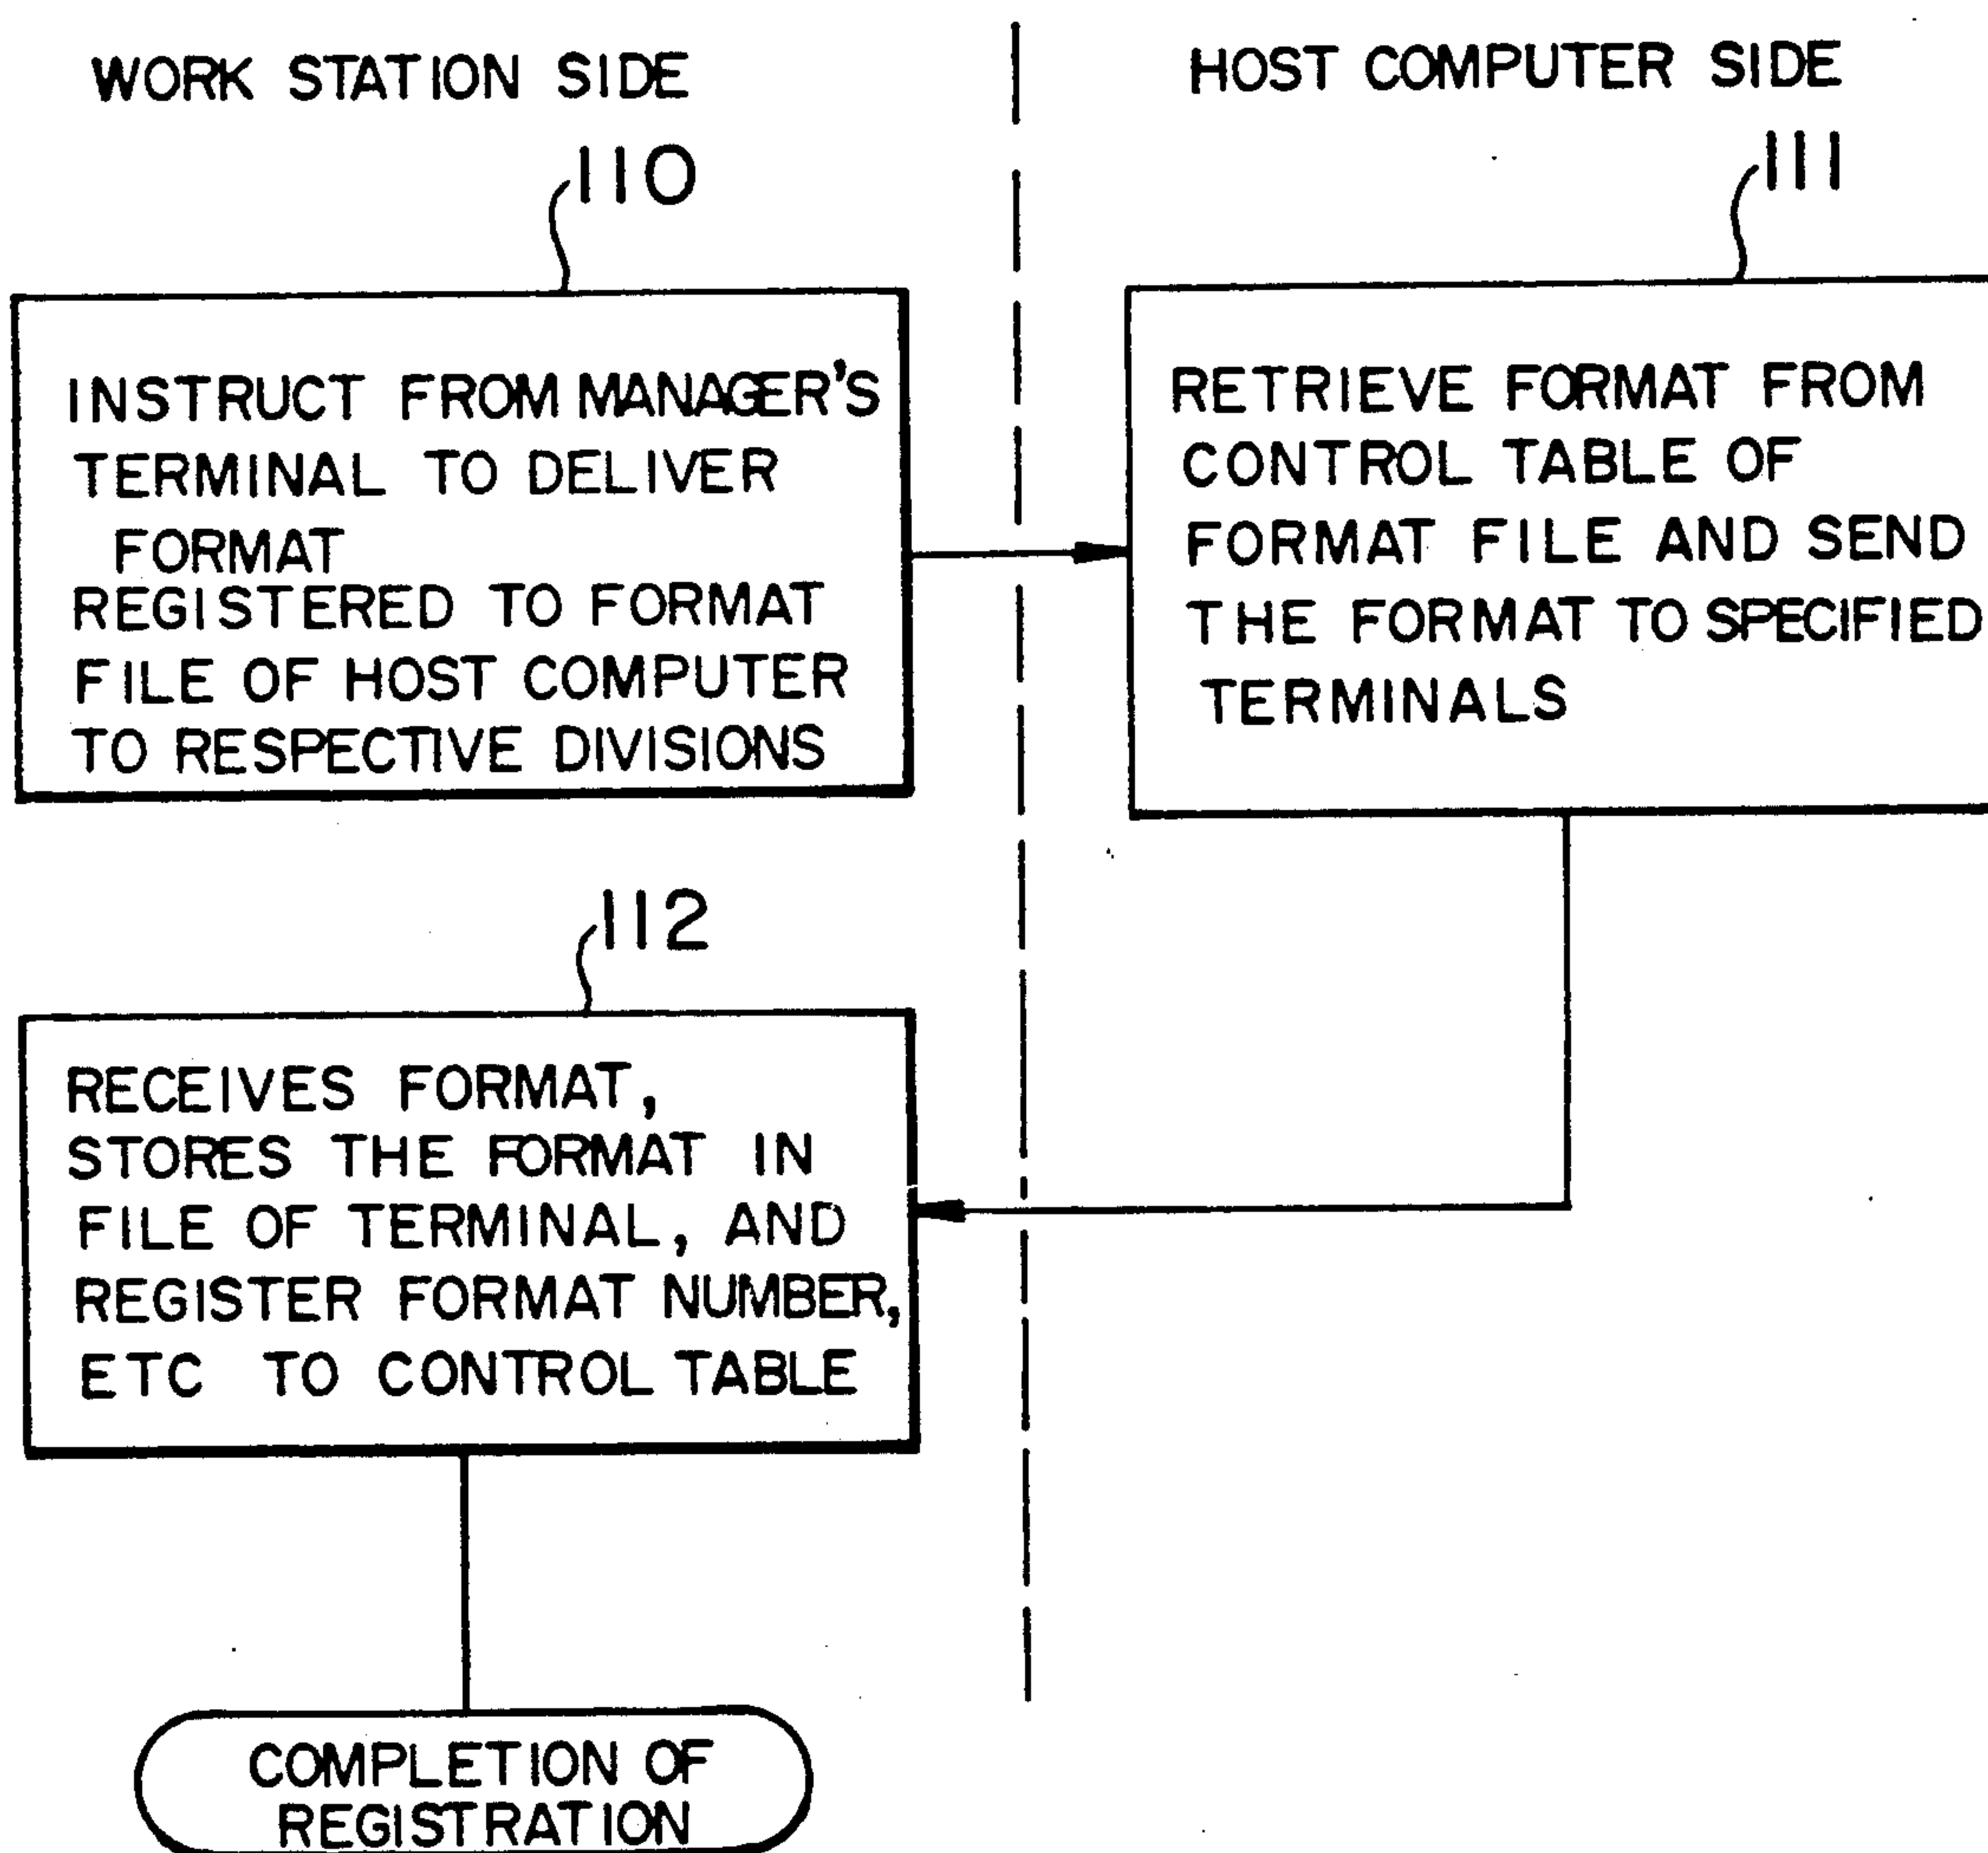 WORK STATION SIDE
HOST COMPUTER SIDE
110
111
INSTRUCT FROM MANAGER'S
TERMINAL TO DELIVER
FORMAT
REGISTERED TO FORMAT
FILE OF HOST COMPUTER
TO RESPECTIVE DIVISIONS
RETRIEVE FORMAT FROM
CONTROL TABLE OF
FORMAT FILE AND SEND
THE FORMAT TO SPECIFIED
TERMINALS
112
RECEIVES FORMAT,
STORES THE FORMAT IN
FILE OF TERMINAL, AND
REGISTER FORMAT NUMBER,
ETC TO CONTROL TABLE
COMPLETION OF
REGISTRATION